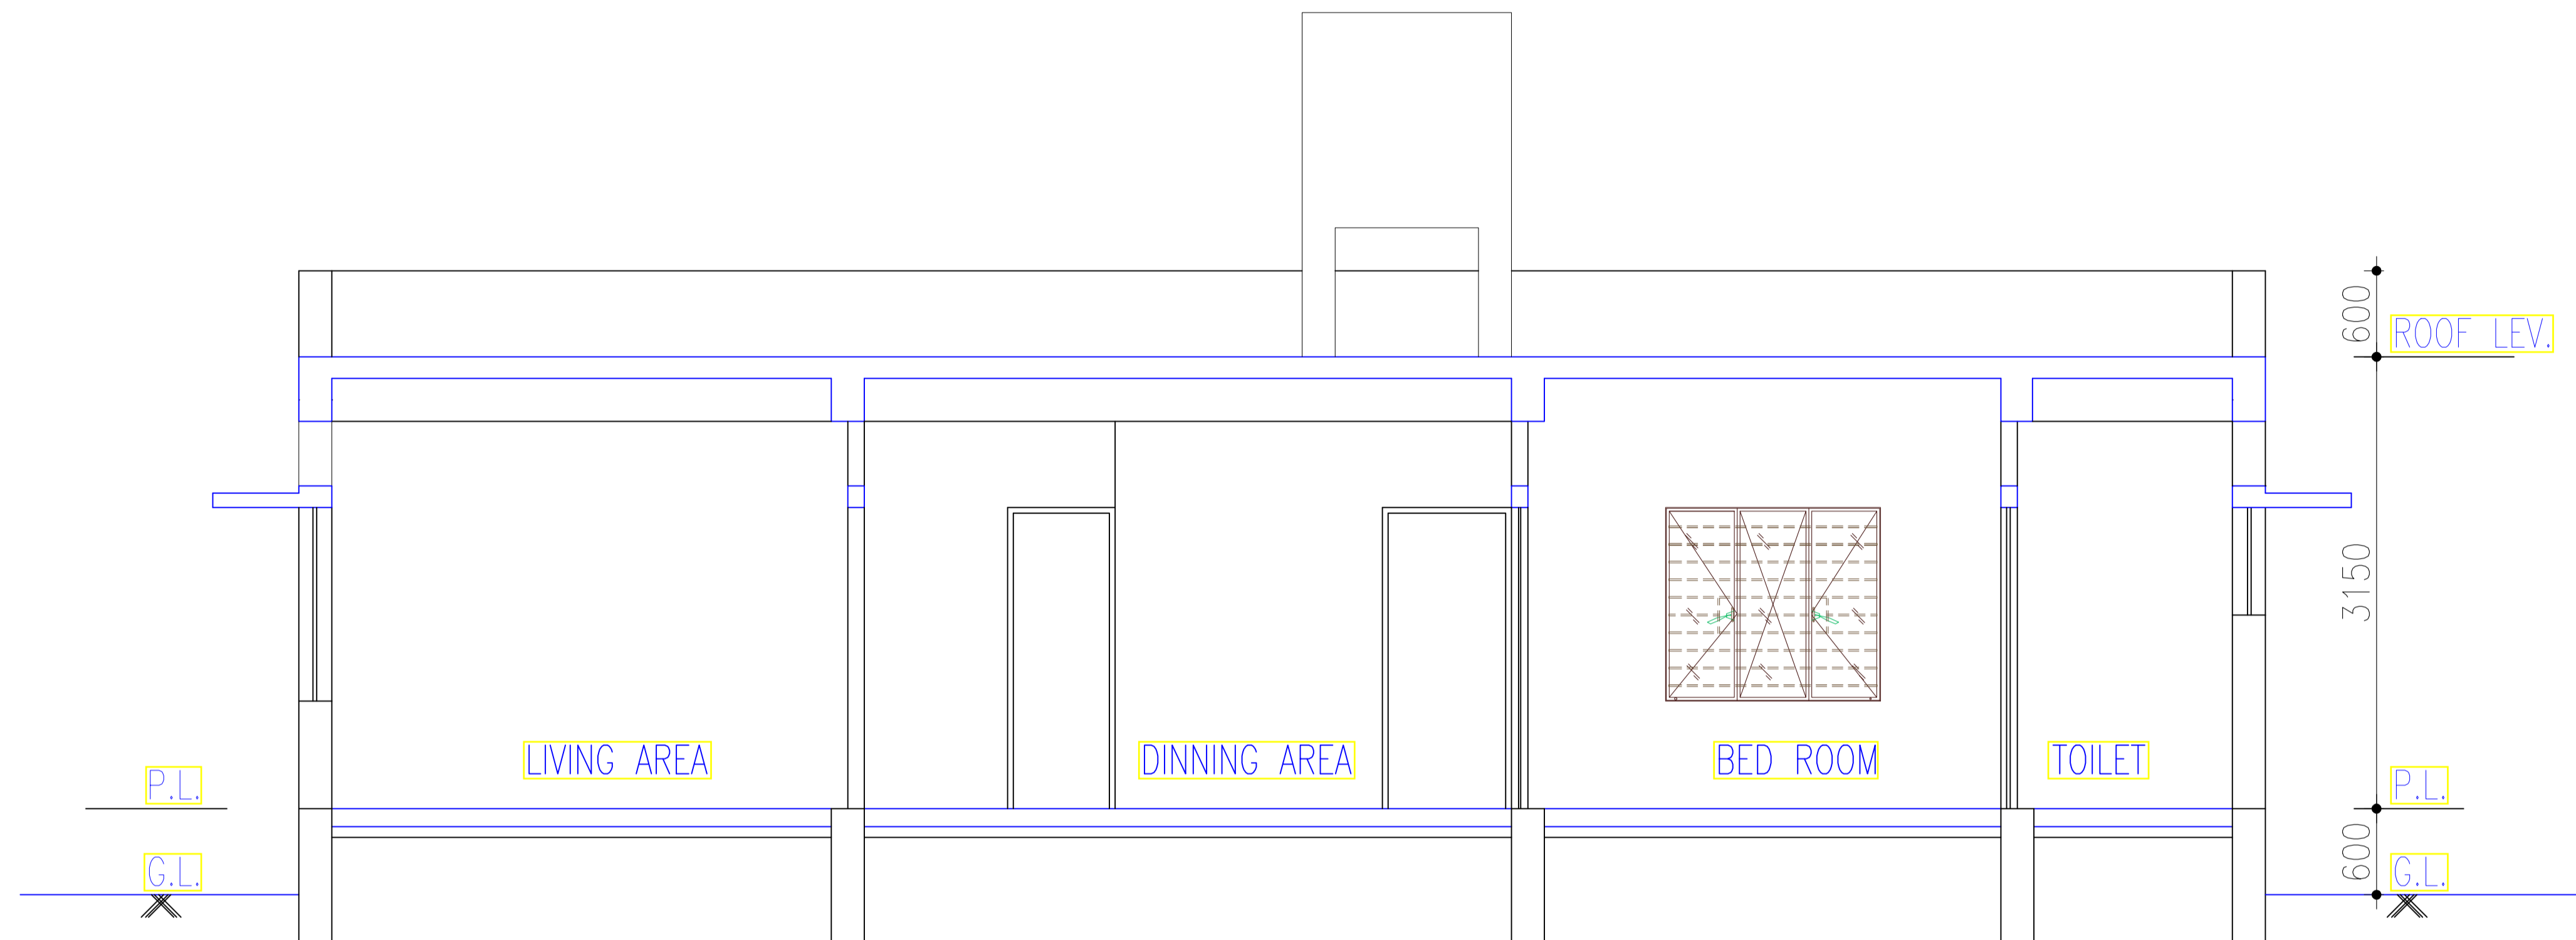 600
ROOF LEV.
3150
LIVING AREA
DINNING AREA
BED ROOM
TOILET
P.L.
P.L.
600
G.L.
G.L.